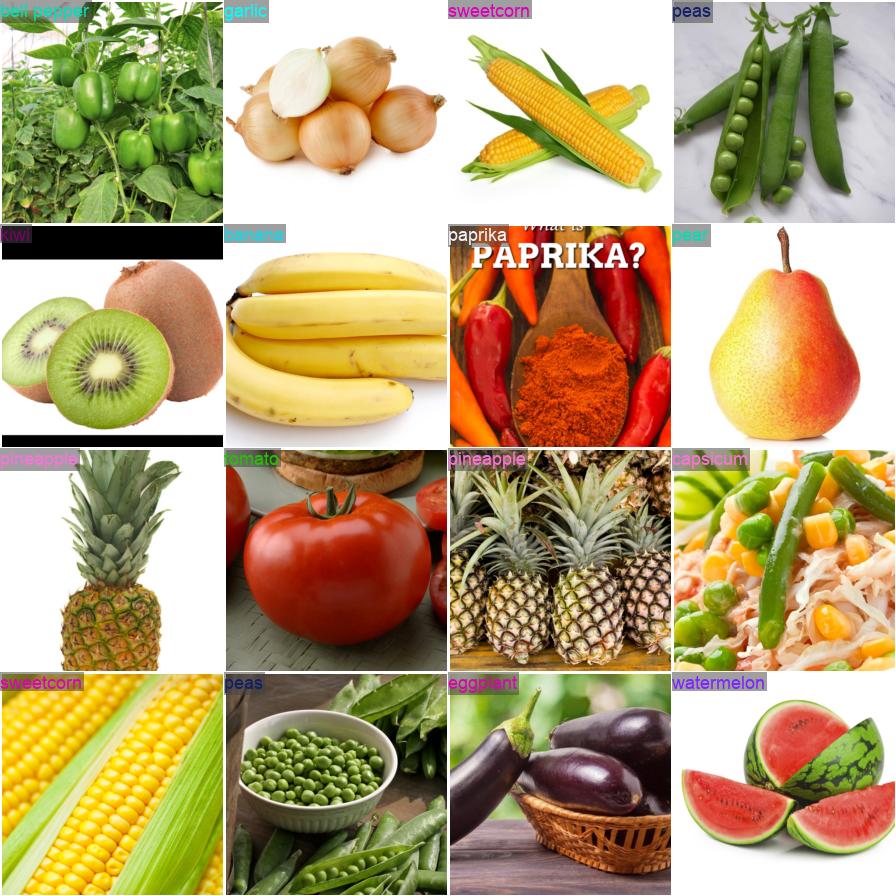 bell pepper
garlic
sweetcorn
peas
kiwi
banana
paprika
What is
PAPRIKA?
pear
pineapple
tomato
pineapple
capsicum
sweetcorn
peas
eggplant
watermelon